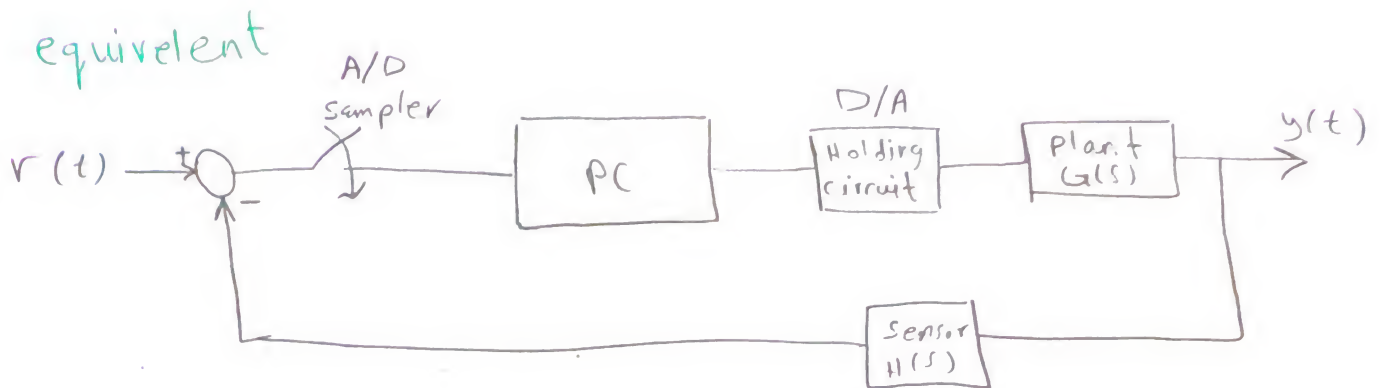 equivelent
A/D
sampler
D/A
r(t)
+
-
PC
Holding
circuit
Plant
G(s)
y(t)
Sensor
H(s)